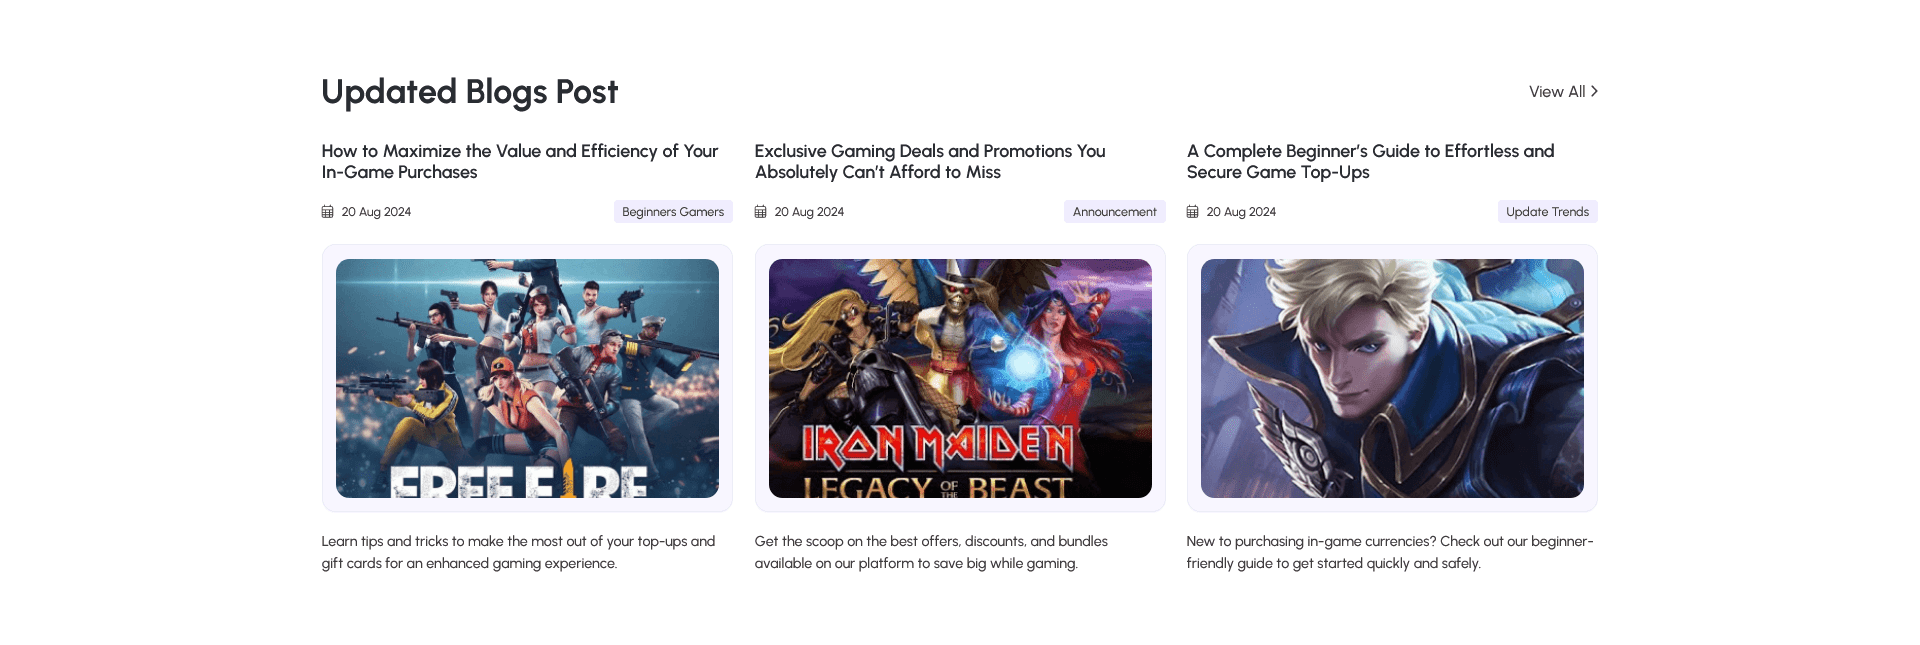 Updated Blogs Post
View All
How to Maximize the Value and Efficiency of Your
In-Game Purchases
20 Aug 2024
Beginners Gamers
Exclusive Gaming Deals and Promotions You
Absolutely Can’t Afford to Miss
20 Aug 2024
Announcement
A Complete Beginner’s Guide to Effortless and
Secure Game Top-Ups
20 Aug 2024
Update Trends
FREE FIRE
IRON MAIDEN
LEGACY OF THE BEAST
Learn tips and tricks to make the most out of your top-ups and
gift cards for an enhanced gaming experience.
Get the scoop on the best offers, discounts, and bundles
available on our platform to save big while gaming.
New to purchasing in-game currencies? Check out our beginner-
friendly guide to get started quickly and safely.